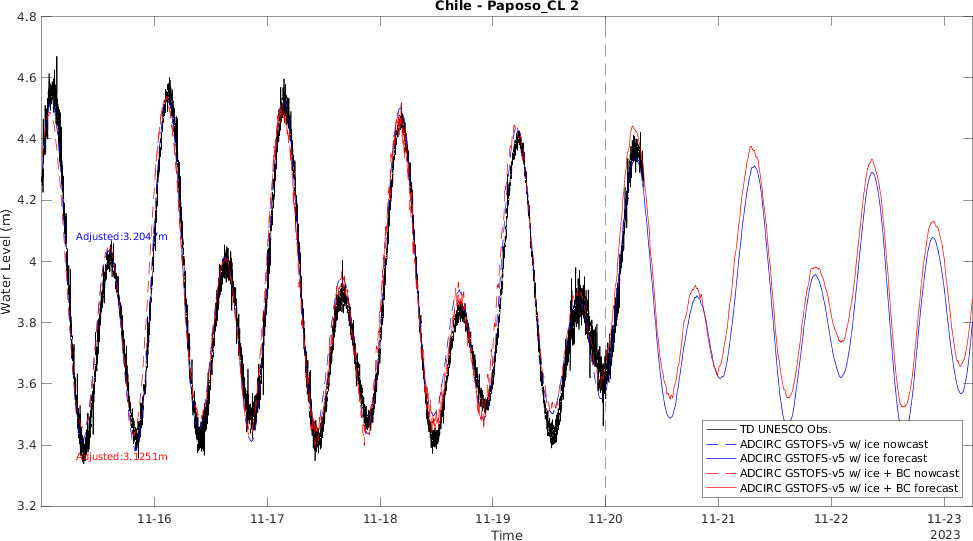 Chile - Paposo_CL 2
4.8
4.6
4.4
4.2
4
3.8
3.6
3.4
3.2
Water Level (m)
Adjusted:3.2047m
Adjusted:3.1251m
TD UNESCO Obs.
ADCIRC GSTOFS-v5 w/ ice nowcast
ADCIRC GSTOFS-v5 w/ ice forecast
ADCIRC GSTOFS-v5 w/ ice + BC nowcast
ADCIRC GSTOFS-v5 w/ ice + BC forecast
11-16
11-17
11-18
11-19
11-20
11-21
11-22
11-23
2023
Time